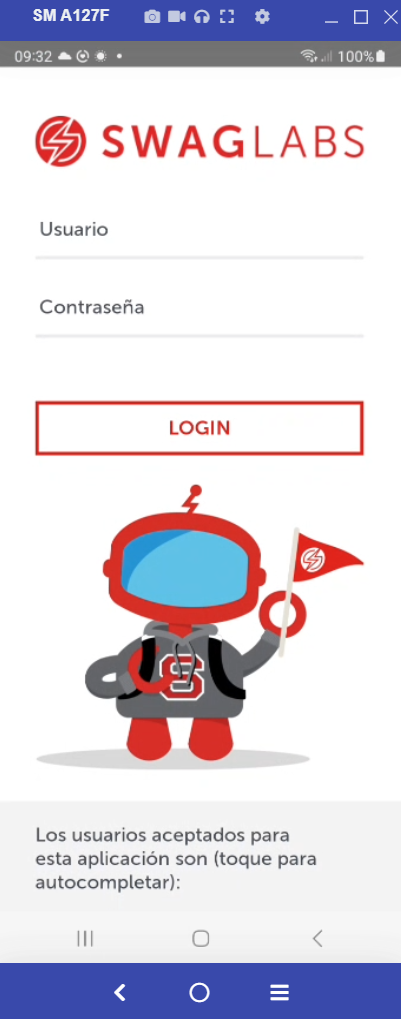 SM A127F
09:32
100%
SWAGLABS
Usuario
Contraseña
LOGIN
S
Los usuarios aceptados para
esta aplicación son (toque para
autocompletar):